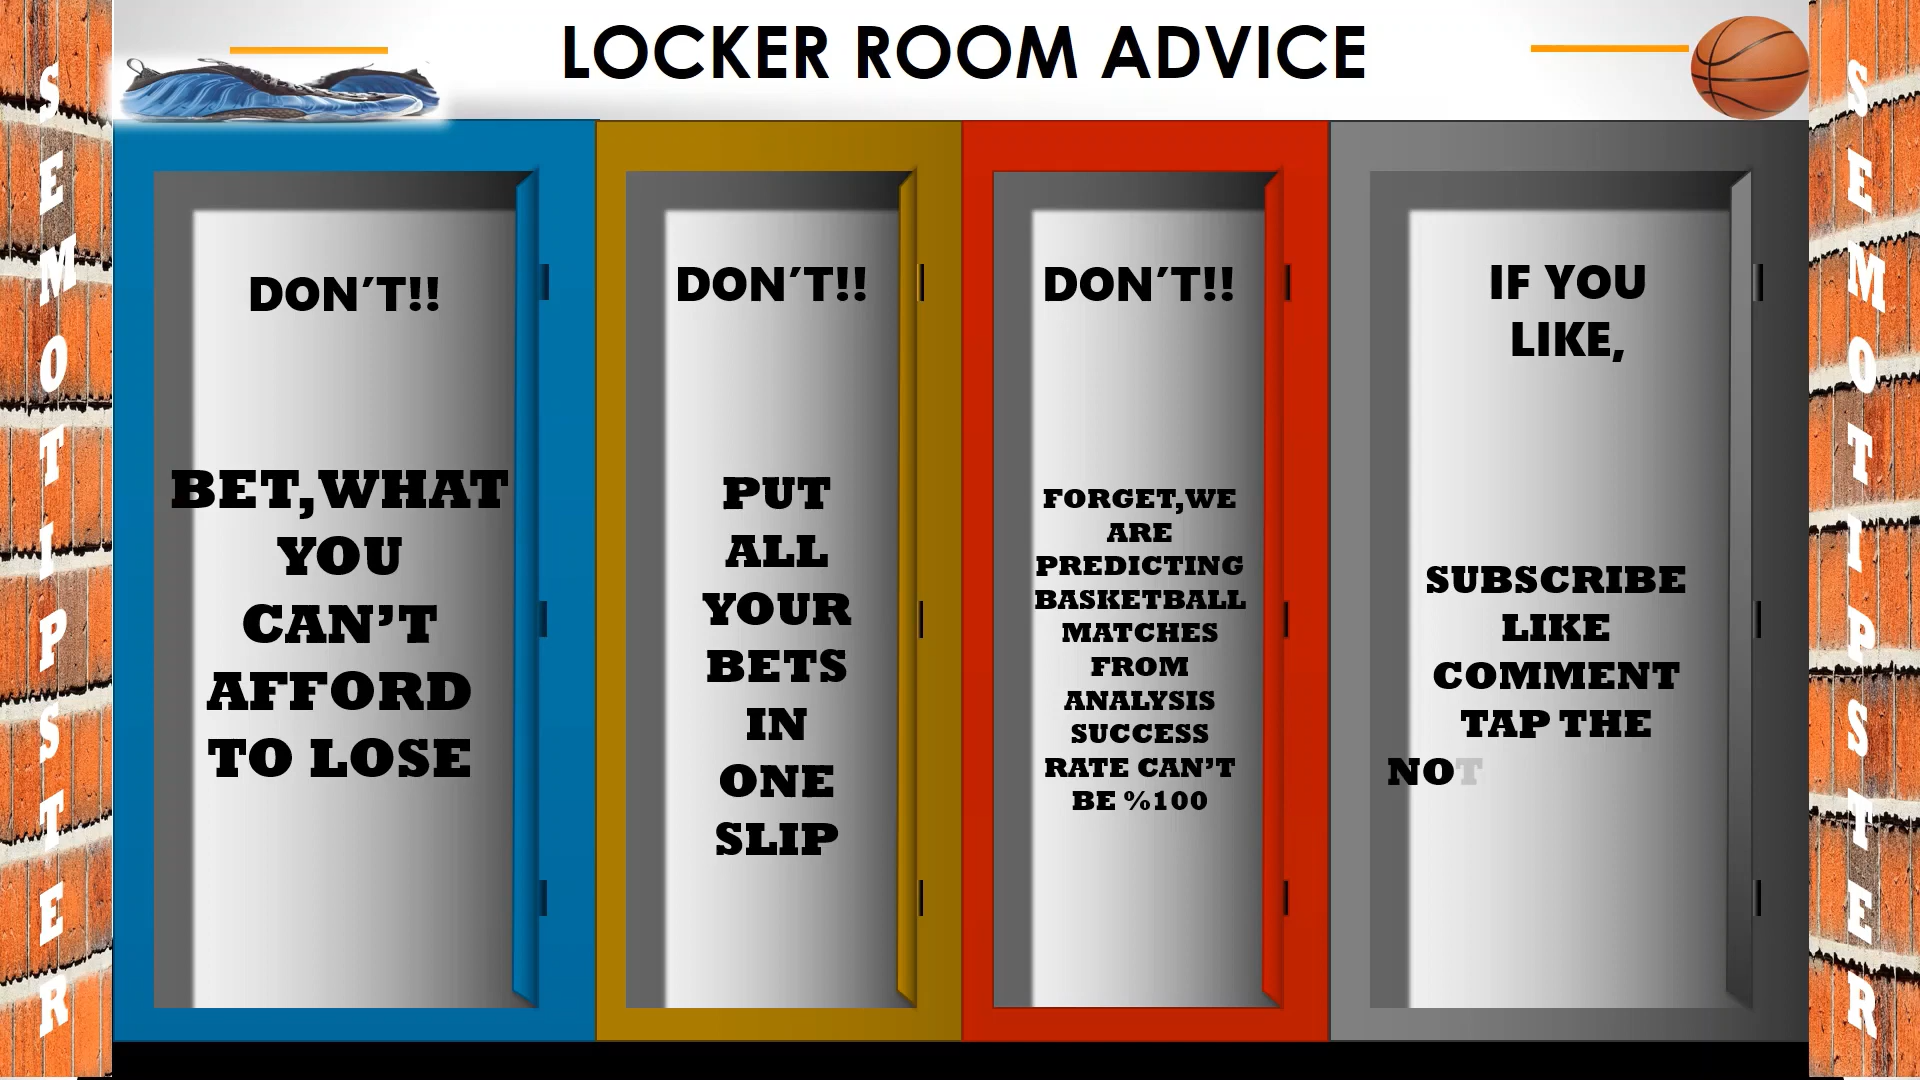 LOCKER ROOM ADVICE
SEMOTIPSTER
DON'T!!
BET,WHAT
YOU
CAN'T
AFFORD
TO LOSE
DON'T!!
PUT
ALL
YOUR
BETS
IN
ONE
SLIP
DON'T!!
FORGET,WE
ARE
PREDICTING
BASKETBALL
MATCHES
FROM
ANALYSIS
SUCCESS
RATE CAN'T
BE %100
IF YOU
LIKE,
SUBSCRIBE
LIKE
COMMENT
TAP THE
NOT
SEMOTIPSTER